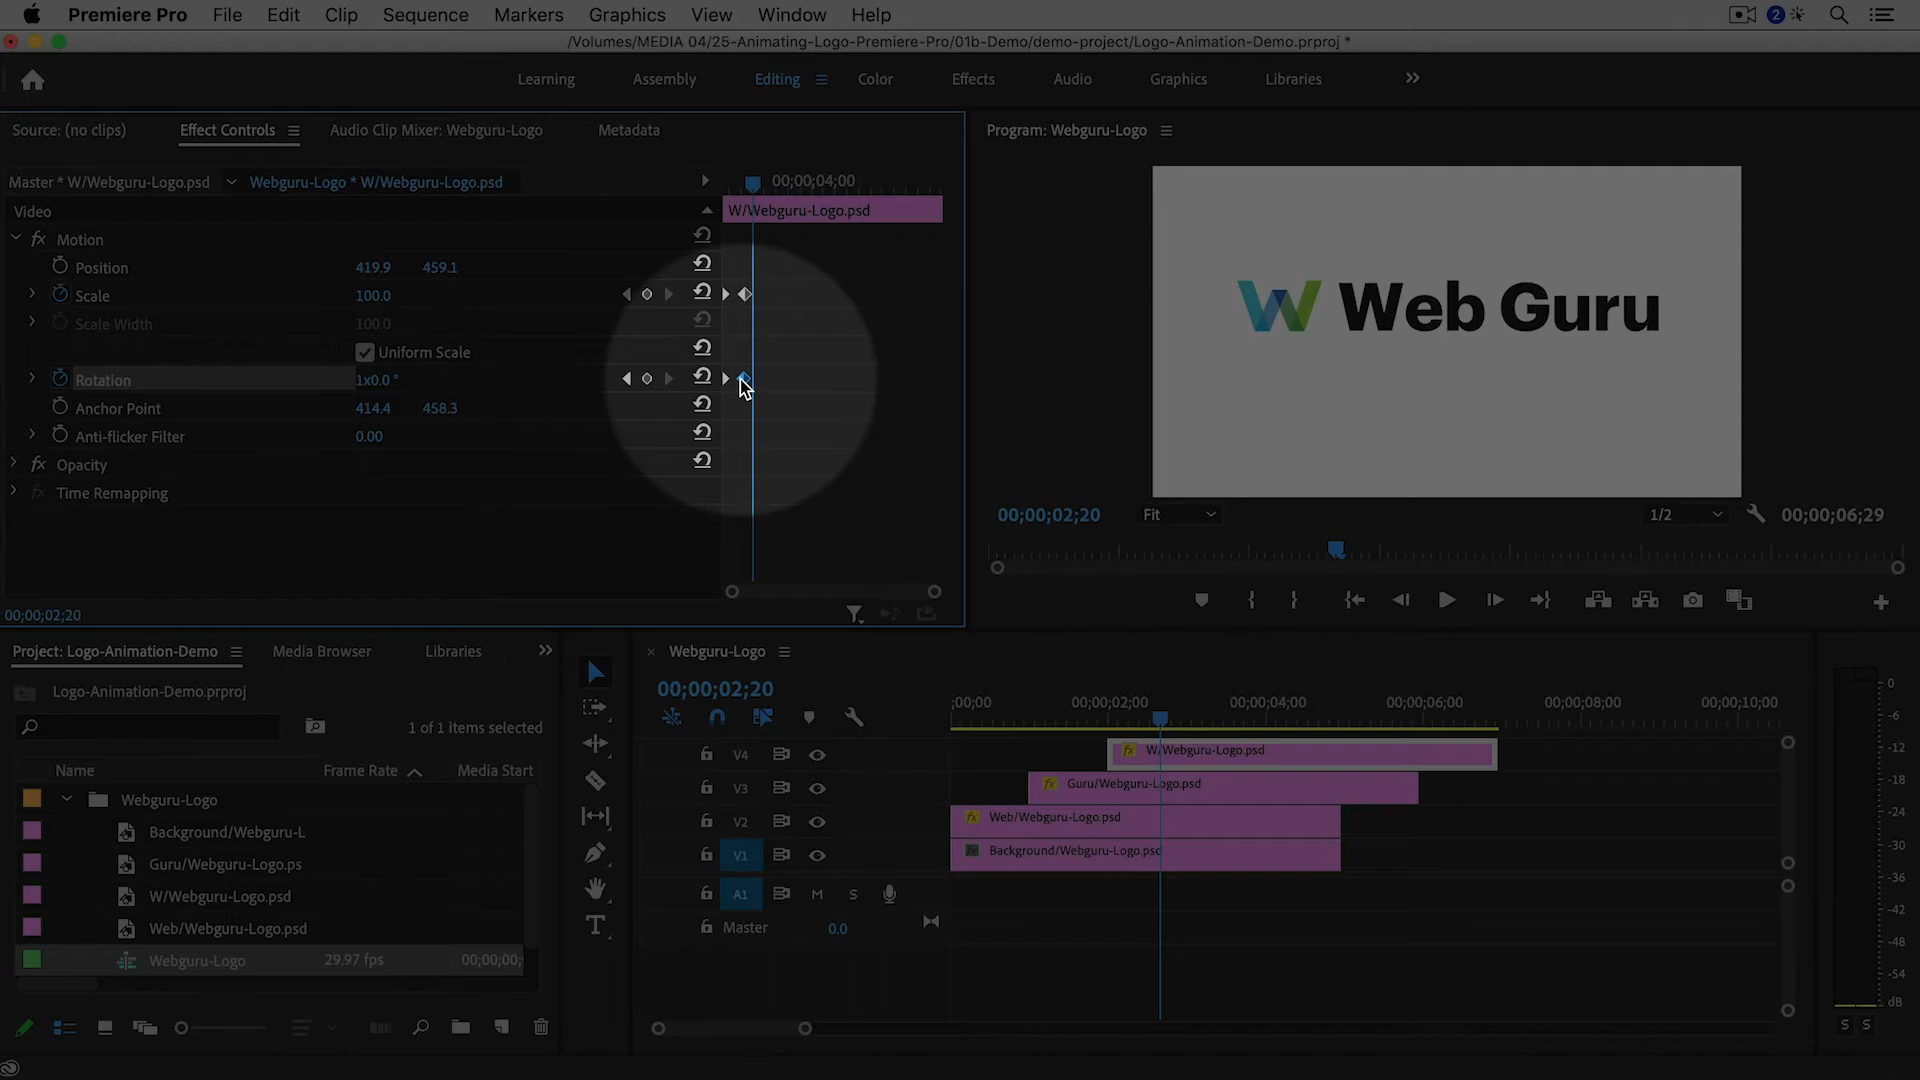 Premiere Pro File Edit Clip Sequence Markers Graphics View Window Help 2
/Volumes/MEDIA 04/25-Animating-Logo-Premiere-Pro/01b-Demo/demo-project/Logo-Animation-Demo.prproj *
Learning Assembly Editing Color Effects Audio Graphics Libraries
Source: (no clips) Effect Controls Audio Clip Mixer: Webguru-Logo Metadata
Master * W/Webguru-Logo.psd Webguru-Logo * W/Webguru-Logo.psd 00;00;04;00
Video W/Webguru-Logo.psd
fx Motion
Position 419.9 459.1
Scale 100.0
Scale Width 100.0
Uniform Scale
Rotation 1x0.0 °
Anchor Point 414.4 458.3
Anti-flicker Filter 0.00
fx Opacity
fx Time Remapping
00;00;02;20
Program: Webguru-Logo
W Web Guru
00;00;02;20 Fit 1/2 00;00;06;29
Project: Logo-Animation-Demo Media Browser Libraries
Logo-Animation-Demo.prproj
1 of 1 items selected
Name Frame Rate Media Start
Webguru-Logo
Background/Webguru-L
Guru/Webguru-Logo.ps
W/Webguru-Logo.psd
Web/Webguru-Logo.psd
Webguru-Logo 29.97 fps 00;00;00;
T
× Webguru-Logo
00;00;02;20
;00;00 00;00;02;00 00;00;04;00 00;00;06;00 00;00;08;00 00;00;10;00
V4 fx W/Webguru-Logo.psd
V3 fx Guru/Webguru-Logo.psd
V2 fx Web/Webguru-Logo.psd
V1 fx Background/Webguru-Logo.psd
A1 M S
Master 0.0
0
-6
-12
-18
-24
-30
-36
-42
-48
-54
dB
S S